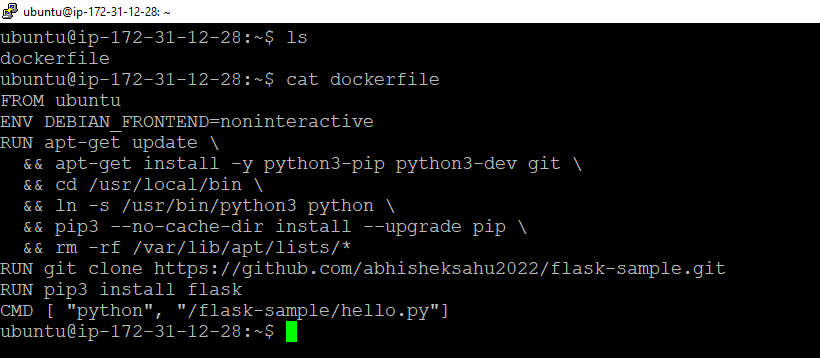 ubuntu@ip-172-31-12-28: ~
ubuntu@ip-172-31-12-28:~$ ls
dockerfile
ubuntu@ip-172-31-12-28:~$ cat dockerfile
FROM ubuntu
ENV DEBIAN_FRONTEND=noninteractive
RUN apt-get update \
  && apt-get install -y python3-pip python3-dev git \
  && cd /usr/local/bin \
  && ln -s /usr/bin/python3 python \
  && pip3 --no-cache-dir install --upgrade pip \
  && rm -rf /var/lib/apt/lists/*
RUN git clone https://github.com/abhisheksahu2022/flask-sample.git
RUN pip3 install flask
CMD [ "python", "/flask-sample/hello.py"]
ubuntu@ip-172-31-12-28:~$